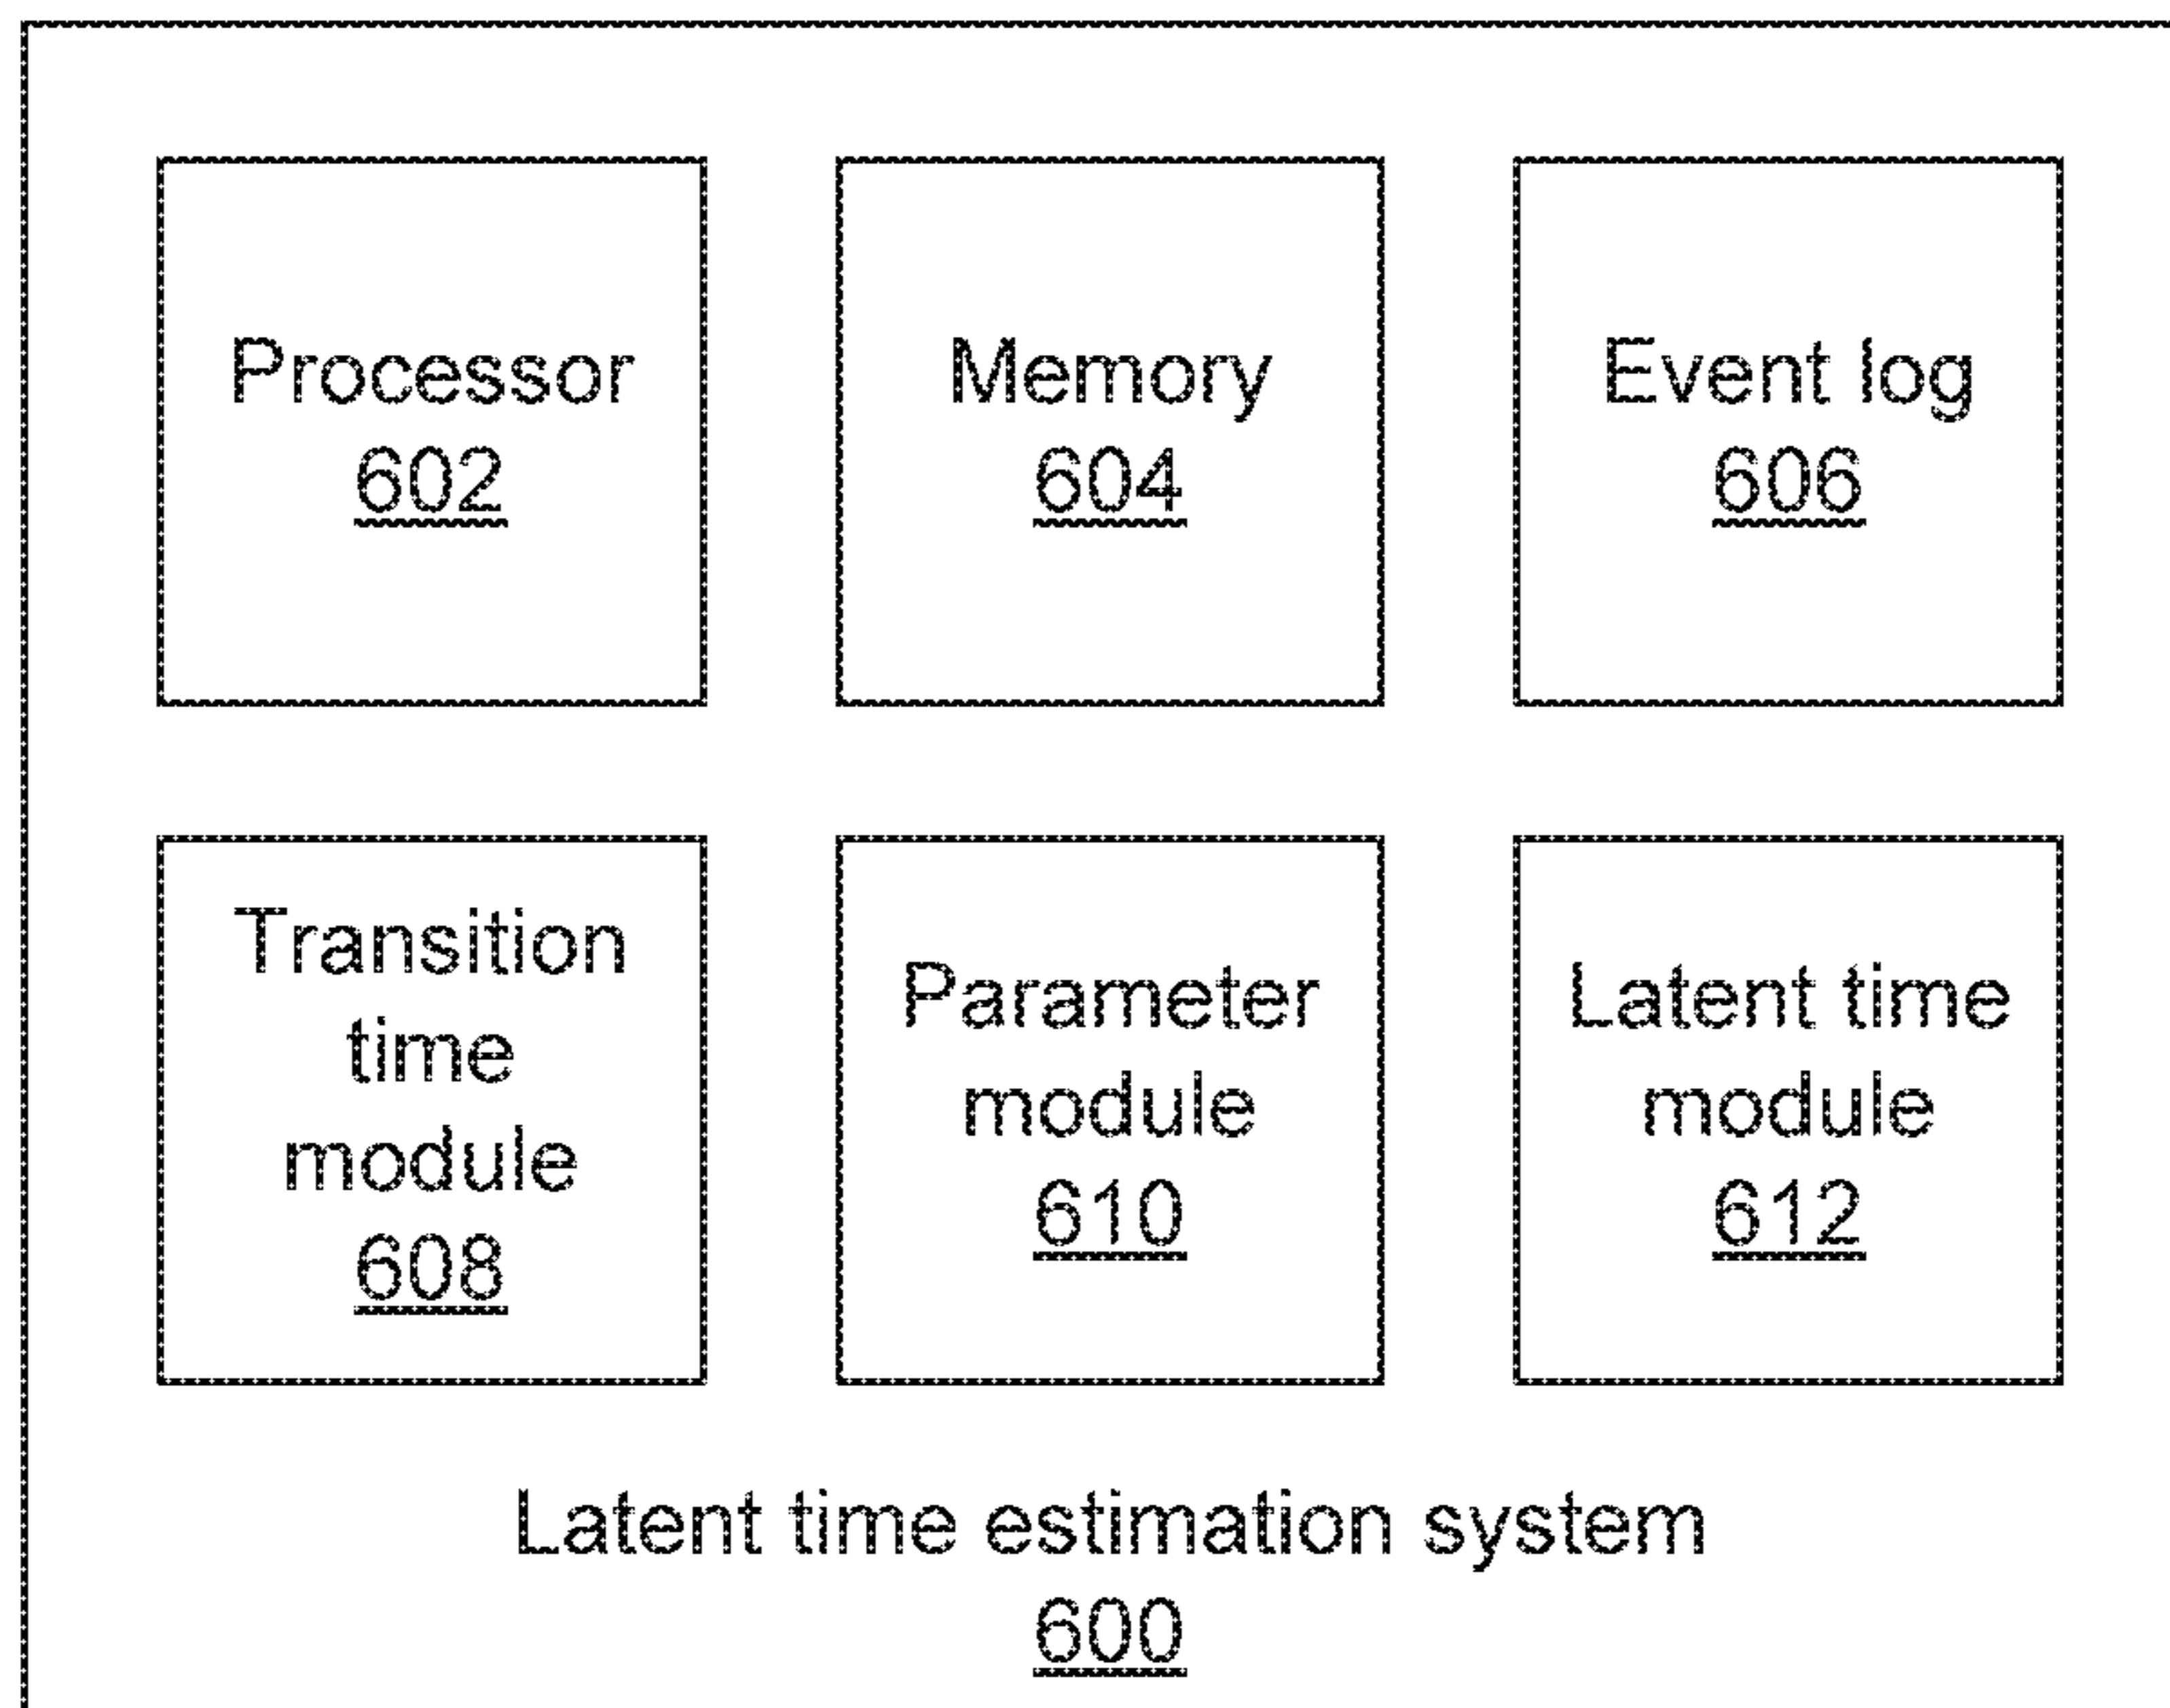 Processor
602
Memory
604
Event log
606
Transition
time
module
608
Parameter
module
610
Latent time
module
612
Latent time estimation system
600